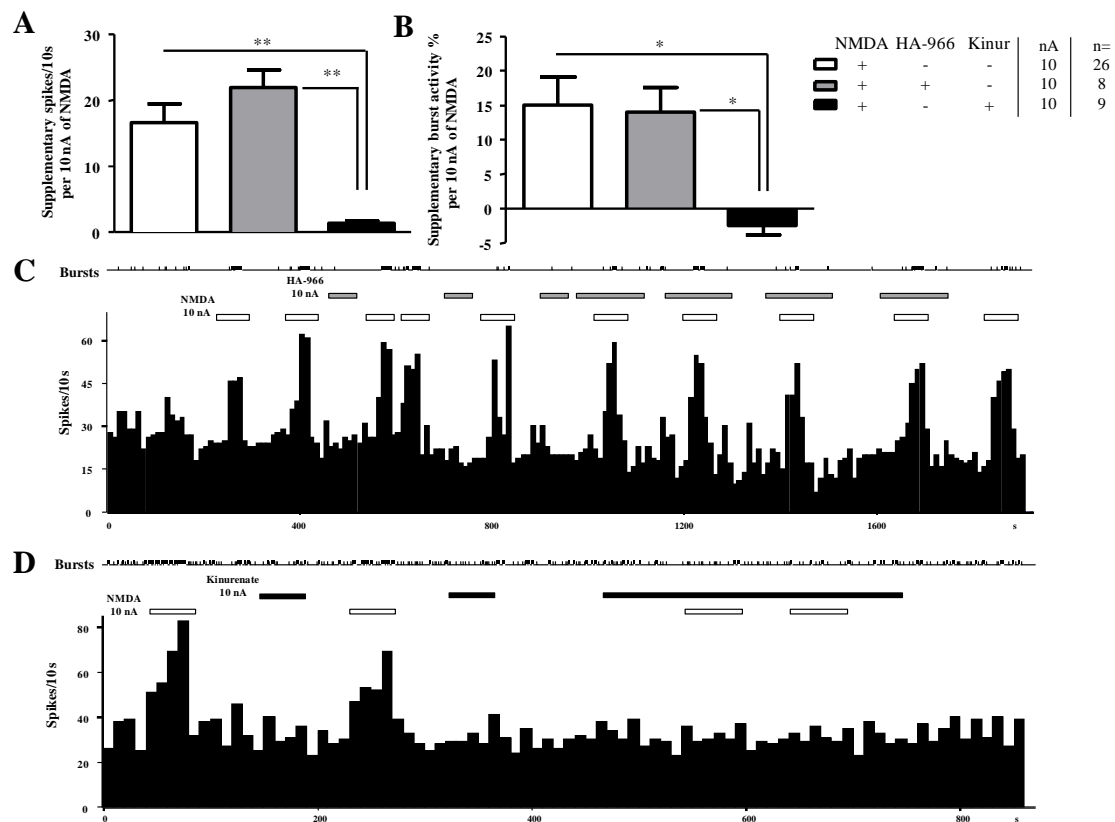 A
Supplementary spikes/10s
per 10 nA of NMDA
30
20
10
0
**
**
B
Supplementary burst activity %
per 10 nA of NMDA
25
20
15
10
5
0
-5
*
*
NMDA HA-966 Kinur nA n=
+ - - 10 26
+ + - 10 8
+ - + 10 9
C
Bursts
HA-966
10 nA
NMDA
10 nA
Spikes/10s
60
45
30
15
0
0 400 800 1200 1600 s
D
Bursts
Kinurenate
10 nA
NMDA
10 nA
Spikes/10s
80
60
40
20
0
0 200 400 600 800 s